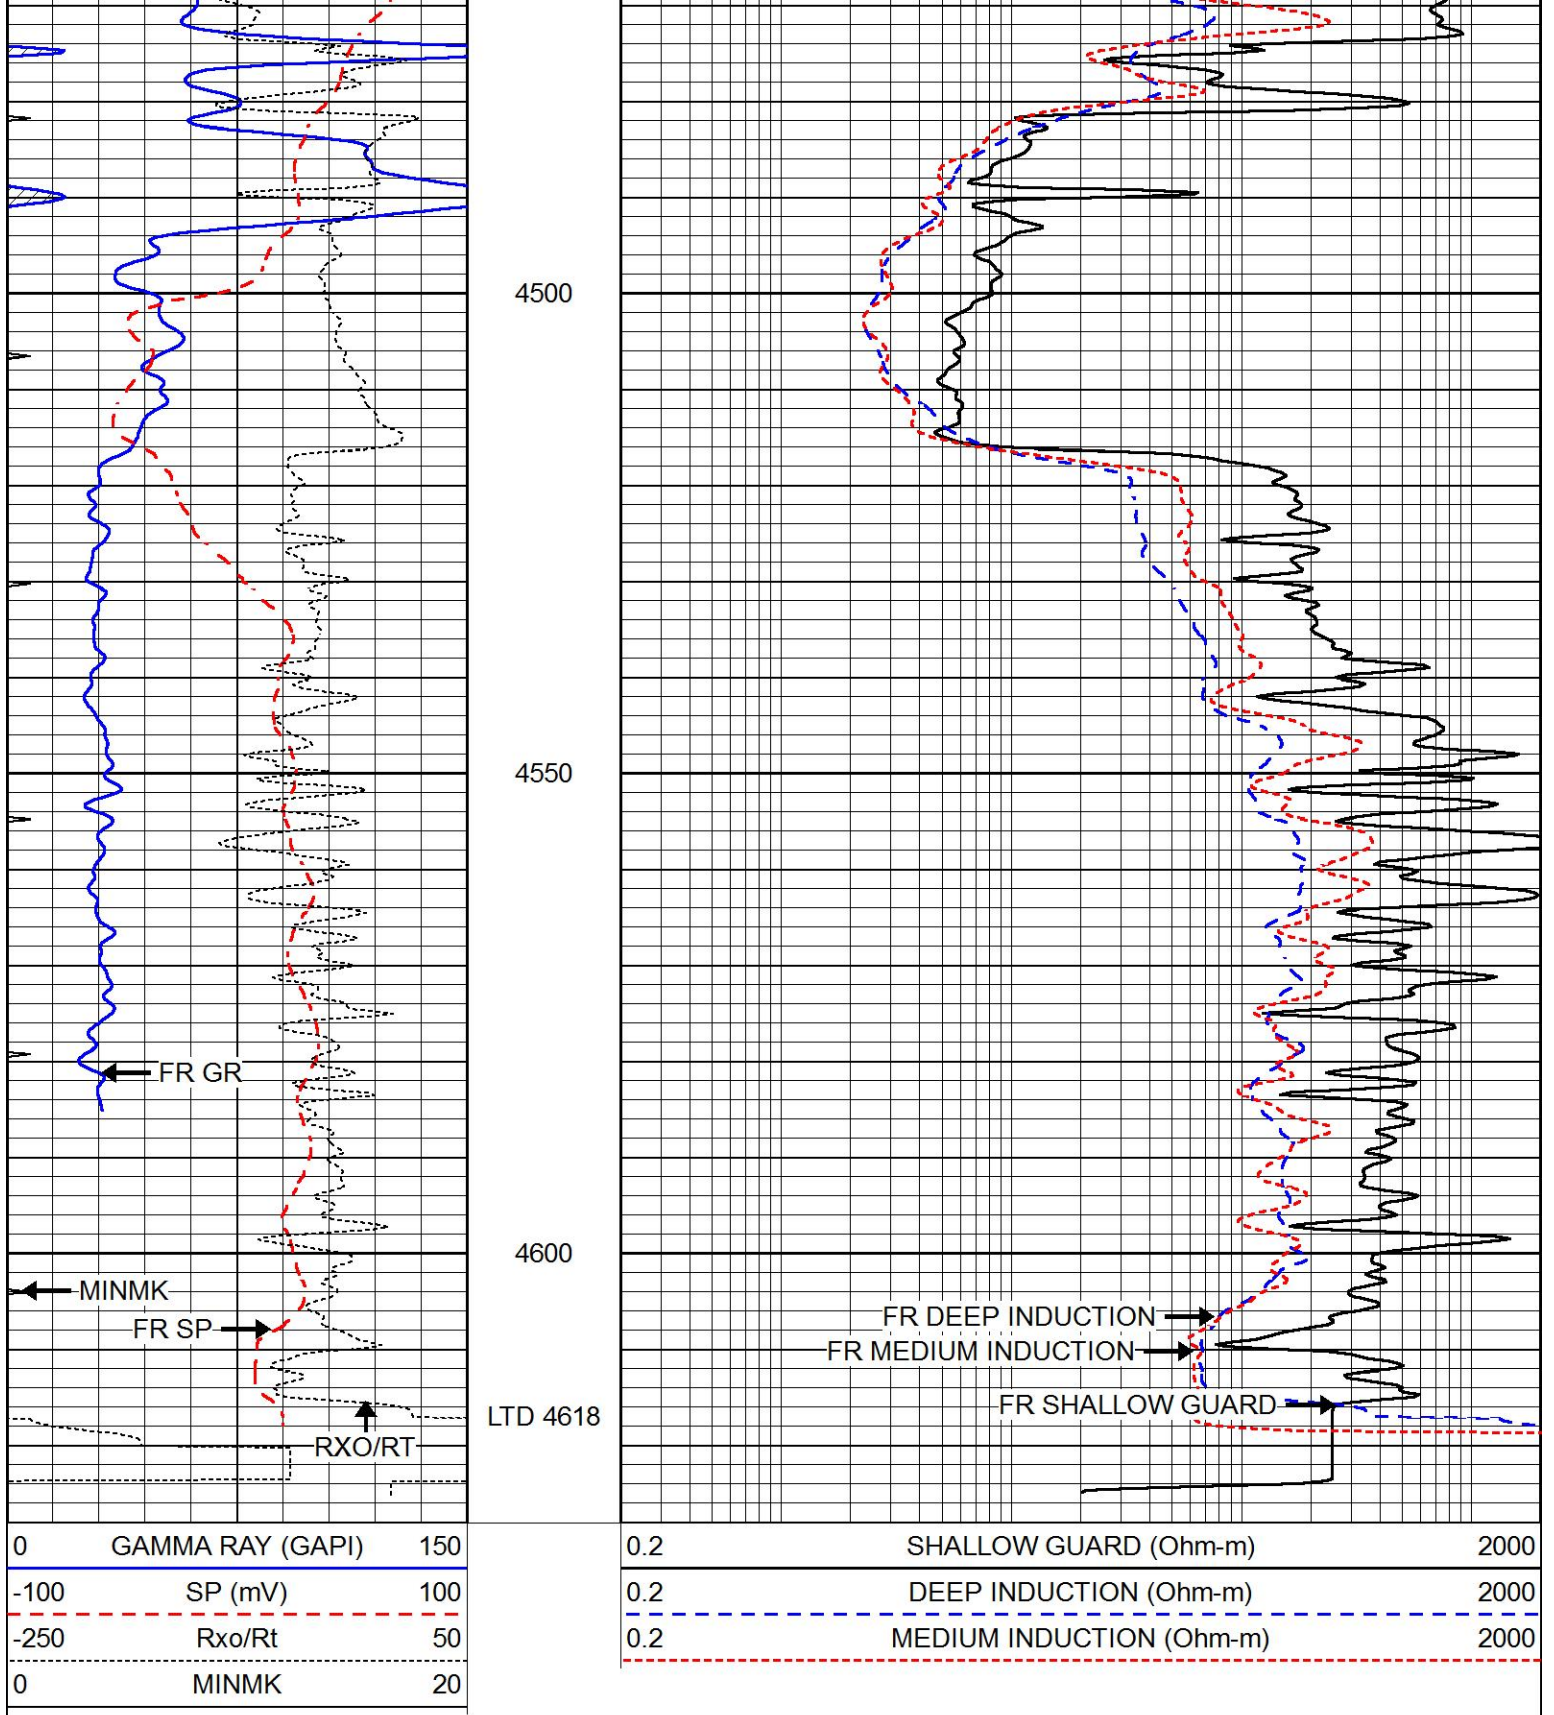 4500
4550
FR GR
4600
MINMK
FR DEEP INDUCTION
FR SP
FR MEDIUM INDUCTION
FR SHALLOW GUARD
LTD 4618
RXO/RT
0 GAMMA RAY (GAPI) 150
0.2 SHALLOW GUARD (Ohm-m) 2000
-100 SP (mV) 100
0.2 DEEP INDUCTION (Ohm-m) 2000
-250 Rxo/Rt 50
0.2 MEDIUM INDUCTION (Ohm-m) 2000
0 MINMK 20